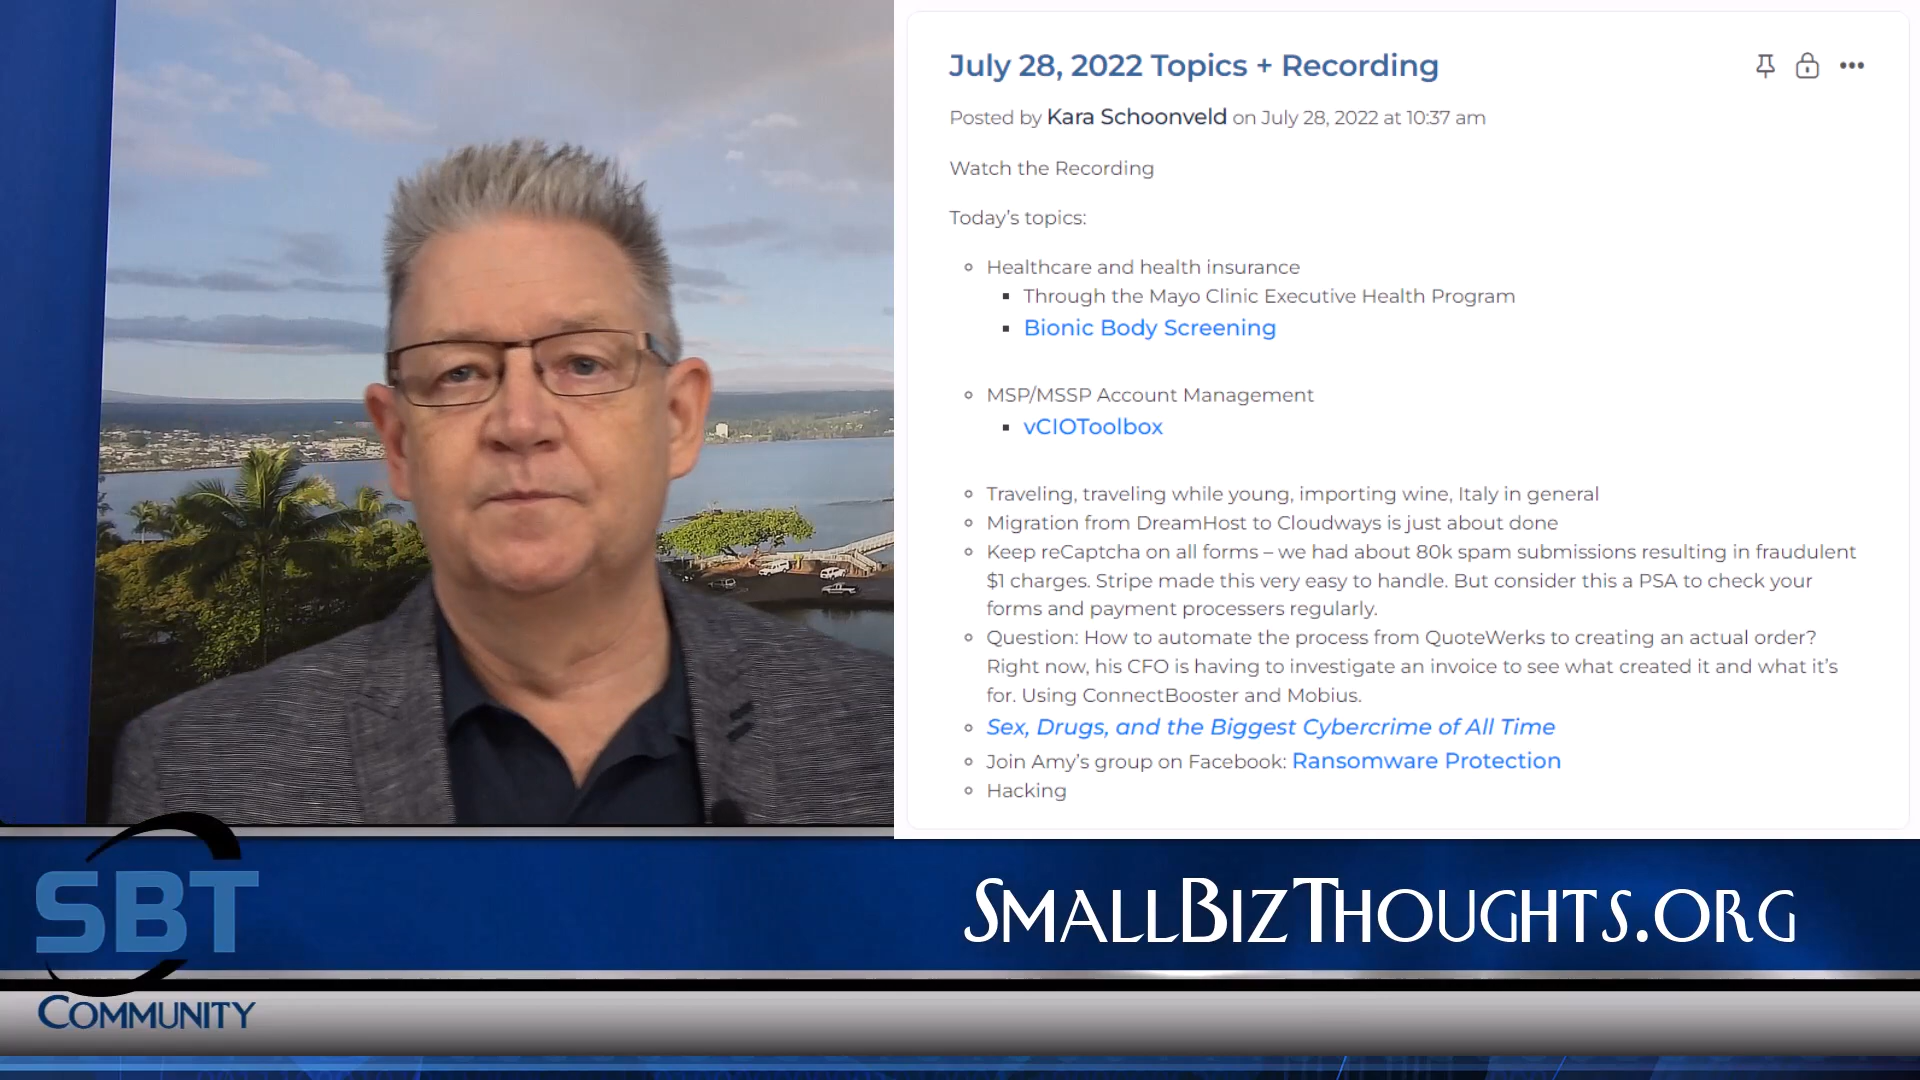 July 28, 2022 Topics + Recording
Posted by Kara Schoonveld on July 28, 2022 at 10:37 am
Watch the Recording
Today's topics:
Healthcare and health insurance
Through the Mayo Clinic Executive Health Program
Bionic Body Screening
MSP/MSSP Account Management
vCIOToolbox
Traveling, traveling while young, importing wine, Italy in general
Migration from DreamHost to Cloudways is just about done
Keep reCaptcha on all forms – we had about 80k spam submissions resulting in fraudulent
$1 charges. Stripe made this very easy to handle. But consider this a PSA to check your
forms and payment processers regularly.
Question: How to automate the process from QuoteWerks to creating an actual order?
Right now, his CFO is having to investigate an invoice to see what created it and what it's
for. Using ConnectBooster and Mobius.
Sex, Drugs, and the Biggest Cybercrime of All Time
Join Amy's group on Facebook: Ransomware Protection
Hacking
SBT
Community
SmallBizThoughts.org